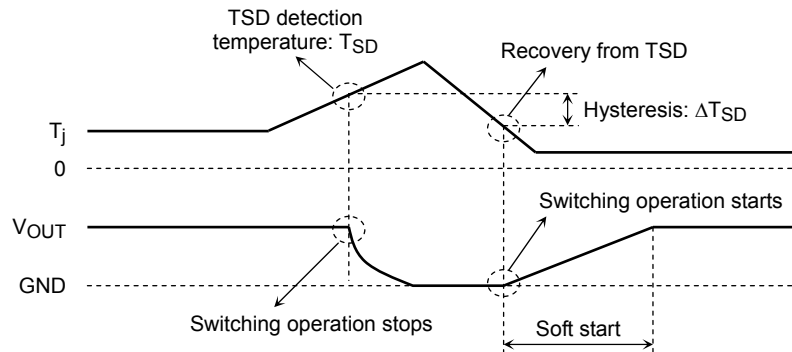 TSD detection
temperature: TSD
Recovery from TSD
Hysteresis: ΔTSD
Tj
0
Switching operation starts
VOUT
GND
Switching operation stops
Soft start